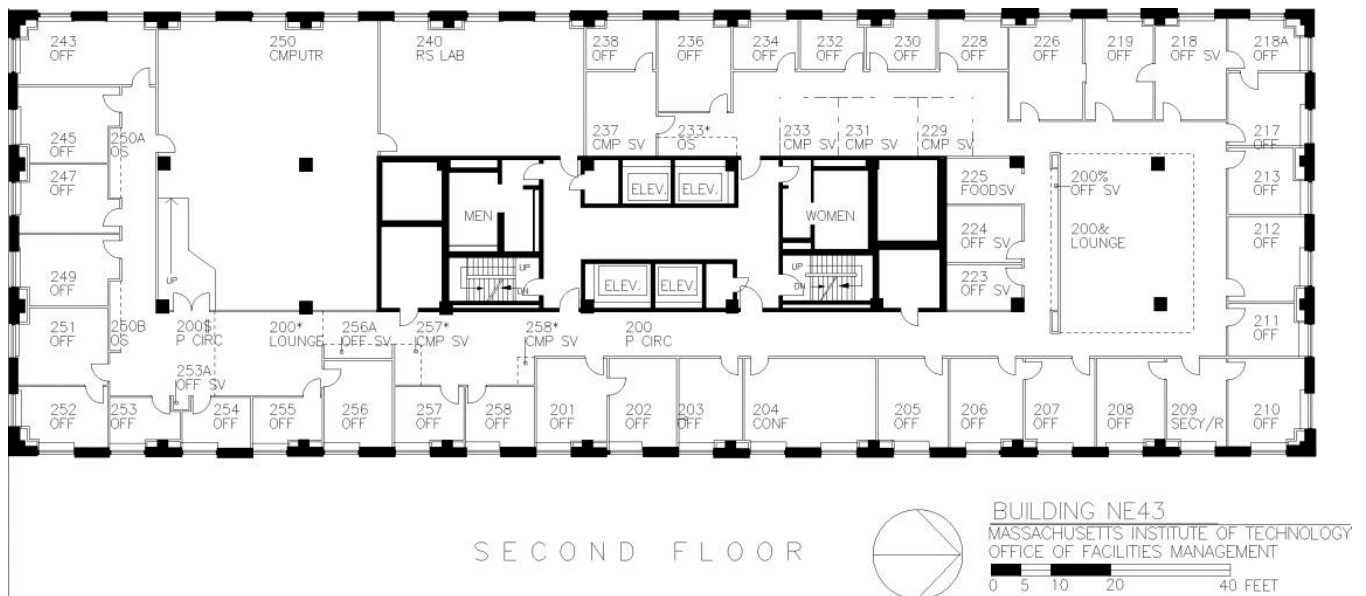 243
OFF
250
CMPUTR
240
RS LAB
238
OFF
236
OFF
234
OFF
232
OFF
230
OFF
228
OFF
226
OFF
219
OFF
218
OFF SV
218A
OFF
245
OFF
250A
OS
237
CMP SV
233*
OS
233
CMP SV
231
CMP SV
229
CMP SV
217
OFF
247
OFF
ELEV.
ELEV.
225
FOODSV
200%
OFF SV
213
OFF
MEN
WOMEN
224
OFF SV
200&
LOUNGE
212
OFF
249
OFF
UP
UP
DN
ELEV.
ELEV.
UP
DN
223
OFF SV
251
OFF
250B
OS
200$
P CIRC
200*
LOUNGE
256A
OFF SV
257*
CMP SV
258*
CMP SV
200
P CIRC
211
OFF
253A
OFF SV
252
OFF
253
OFF
254
OFF
255
OFF
256
OFF
257
OFF
258
OFF
201
OFF
202
OFF
203
OFF
204
CONF
205
OFF
206
OFF
207
OFF
208
OFF
209
SECY/R
210
OFF
SECOND FLOOR
BUILDING NE43
MASSACHUSETTS INSTITUTE OF TECHNOLOGY
OFFICE OF FACILITIES MANAGEMENT
0 5 10 20 40 FEET